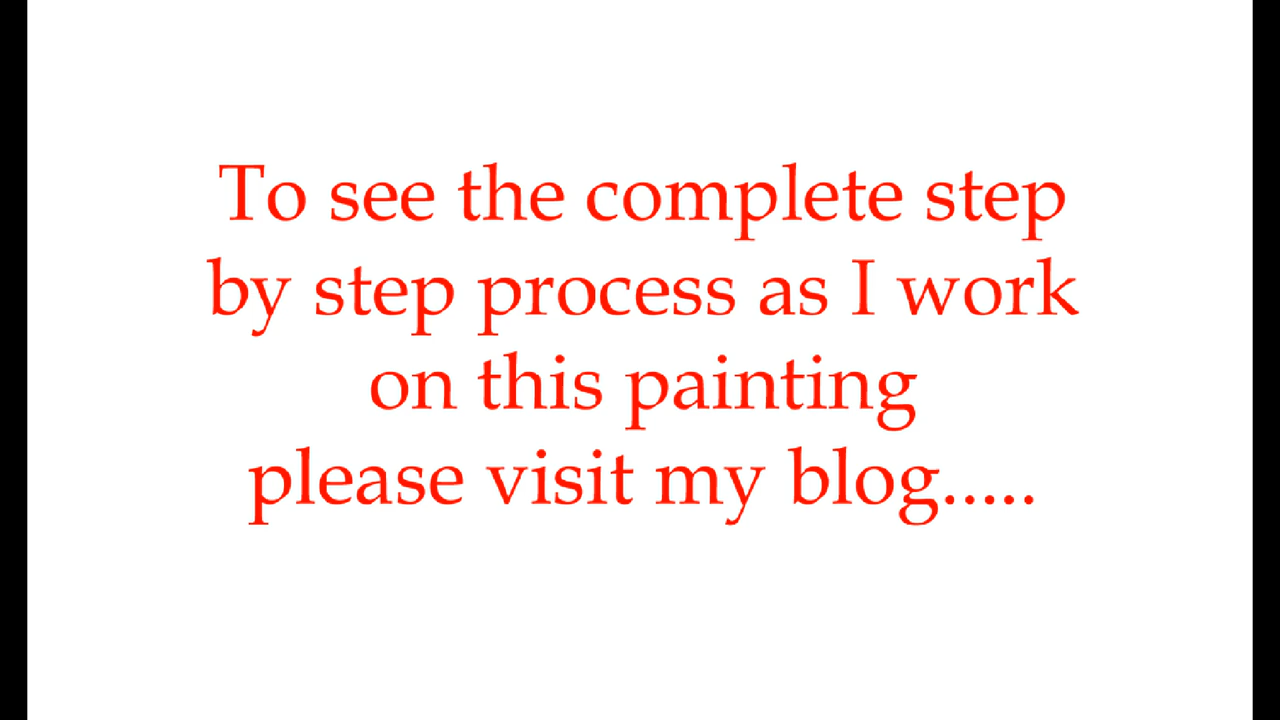 To see the complete step
by step process as I work
on this painting
please visit my blog.....